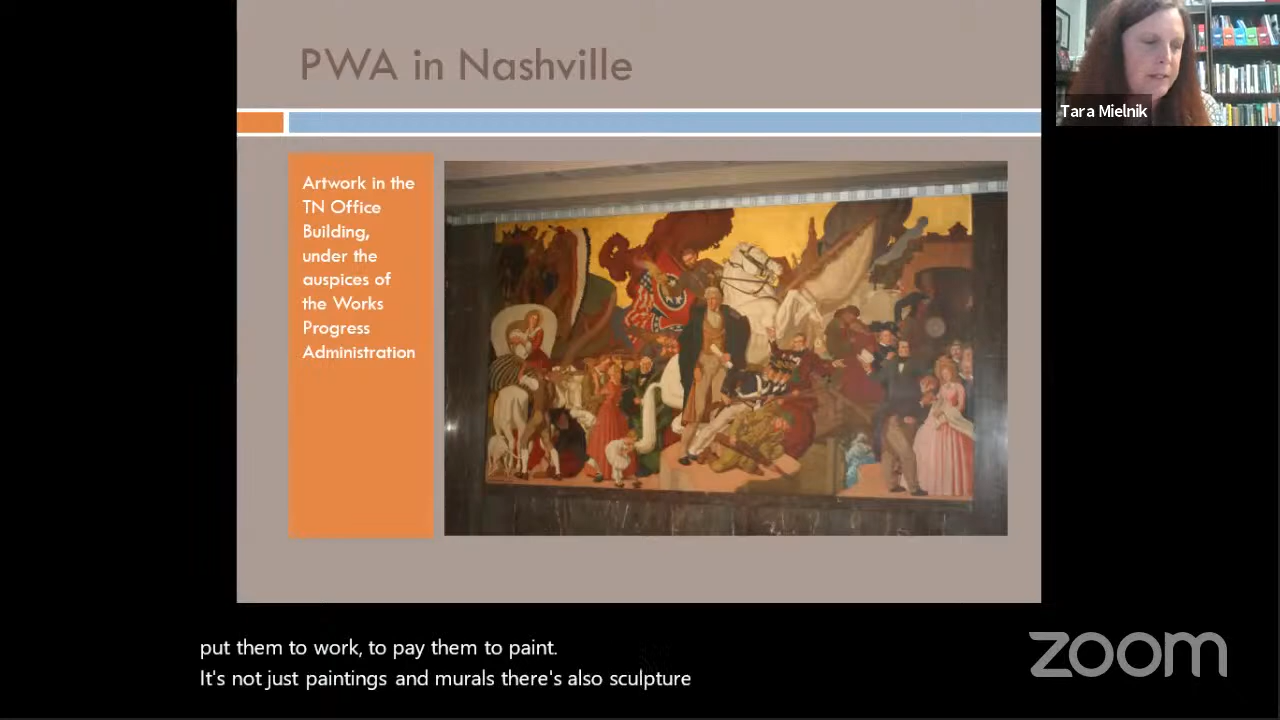 PWA in Nashville
Tara Mielnik
Artwork in the
TN Office
Building,
under the
auspices of
the Works
Progress
Administration
put them to work, to pay them to paint.
It's not just paintings and murals there's also sculpture
zoom